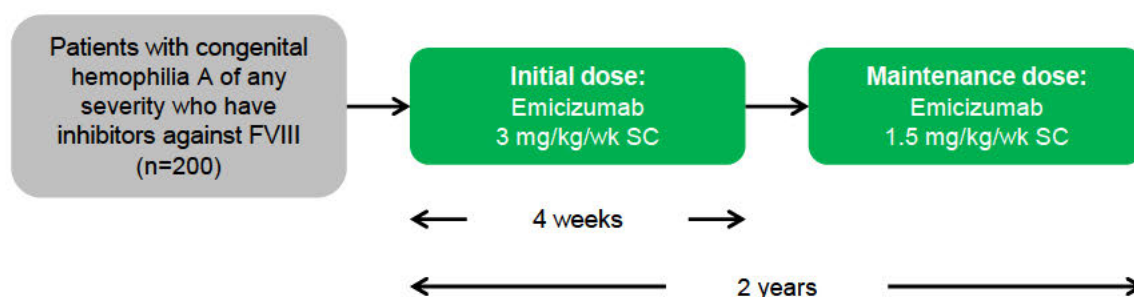 Patients with congenital
hemophilia A of any
severity who have
inhibitors against FVIII
(n=200)
Initial dose:
Emicizumab
3 mg/kg/wk SC
Maintenance dose:
Emicizumab
1.5 mg/kg/wk SC
4 weeks
2 years